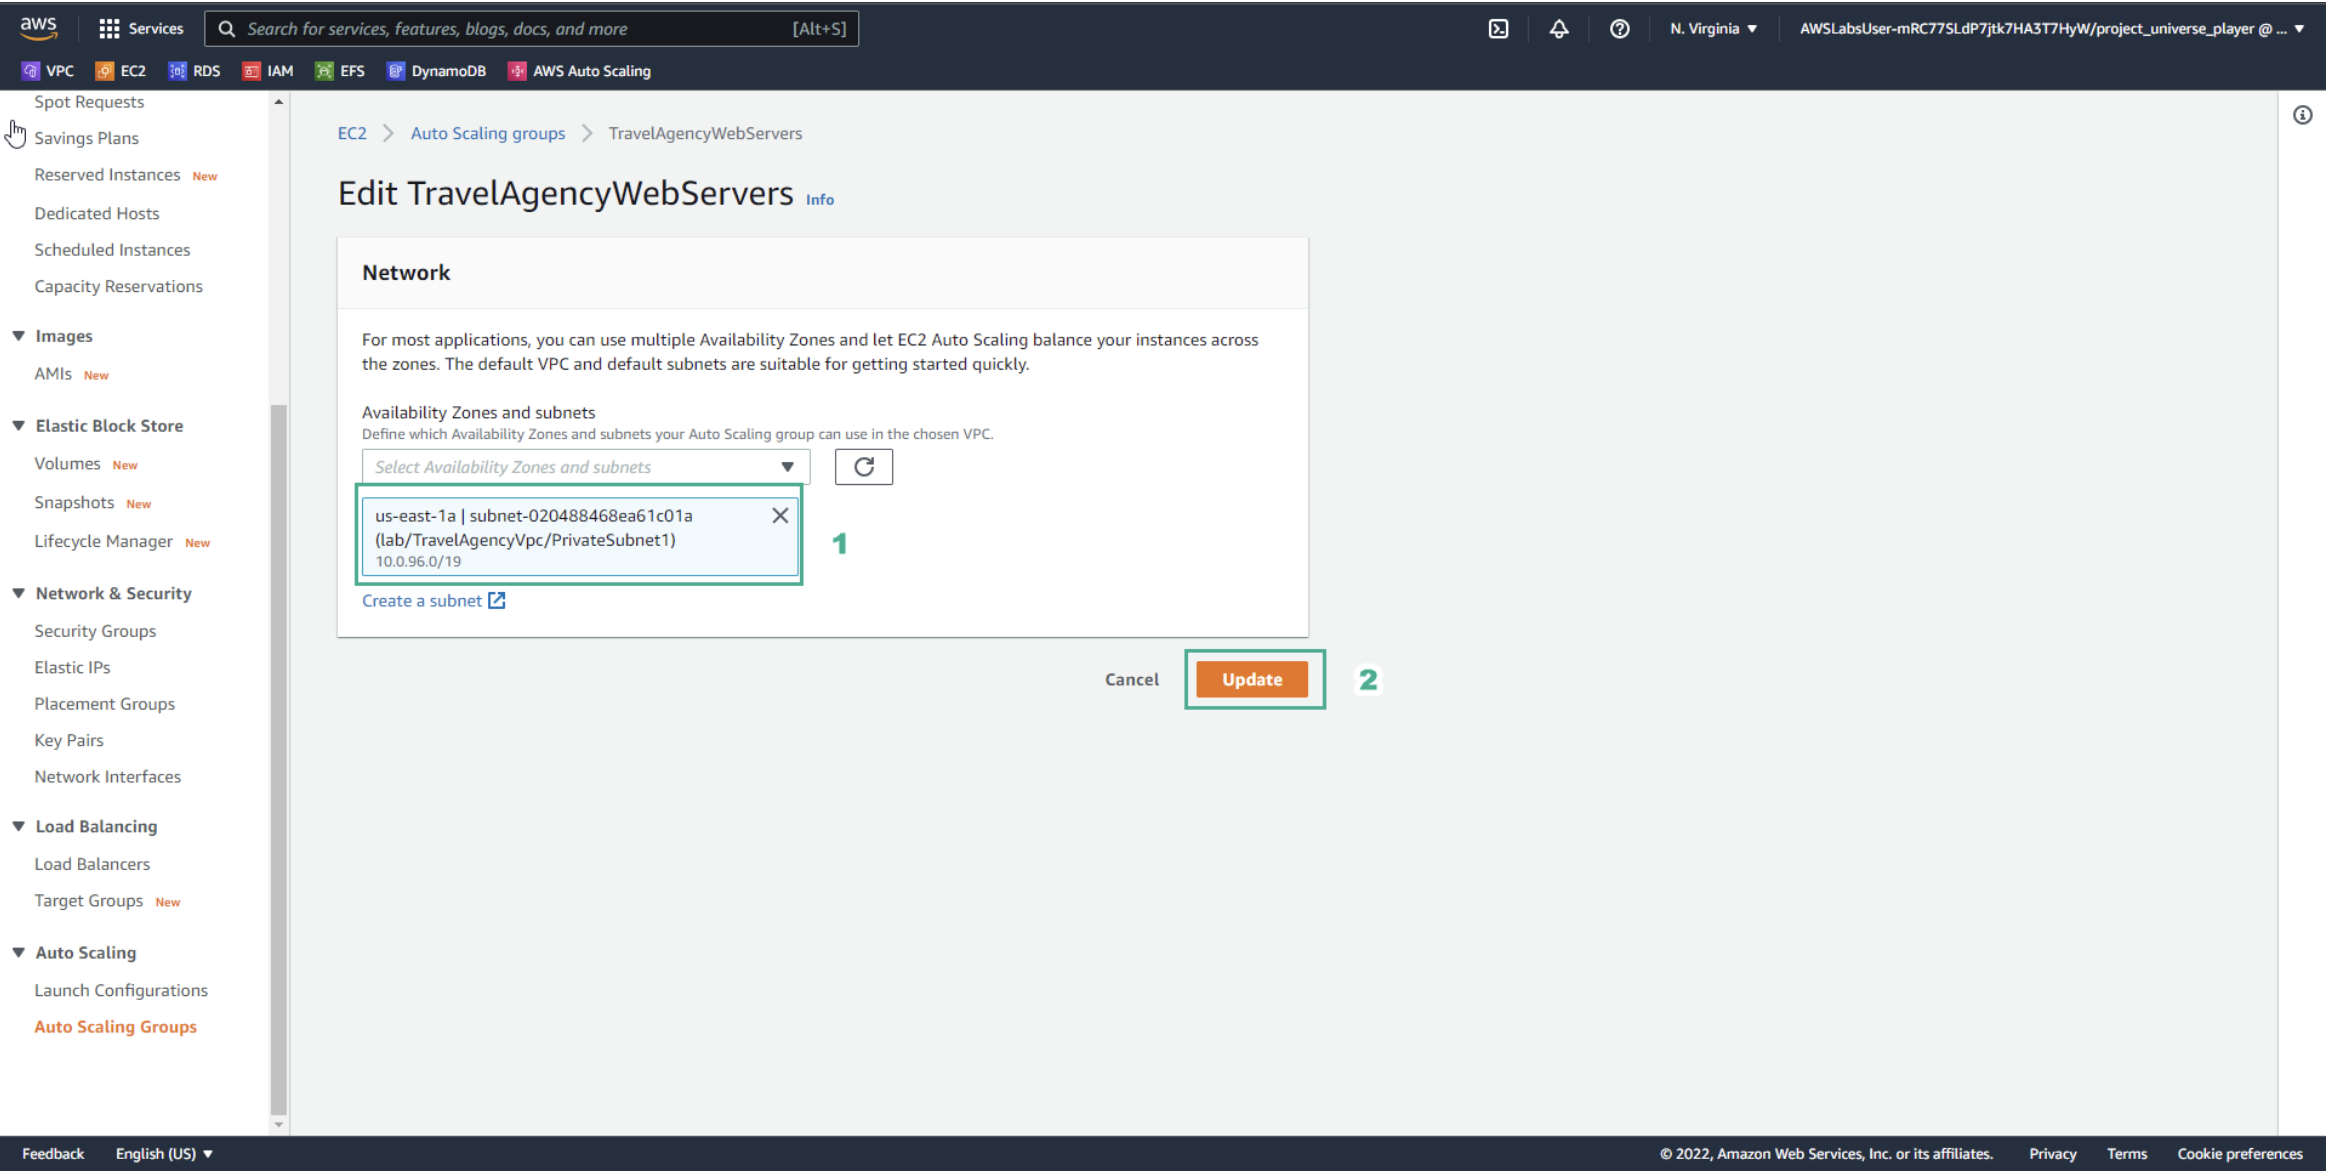 aws
Services
Search for services, features, blogs, docs, and more
[Alt+S]
N. Virginia
AWSLabsUser-mRC77SLdP7jtk7HA3T7HyW/project_universe_player @ ...
VPC
EC2
RDS
IAM
EFS
DynamoDB
AWS Auto Scaling
Spot Requests
Savings Plans
Reserved Instances New
Dedicated Hosts
Scheduled Instances
Capacity Reservations
Images
AMIs New
Elastic Block Store
Volumes New
Snapshots New
Lifecycle Manager New
Network & Security
Security Groups
Elastic IPs
Placement Groups
Key Pairs
Network Interfaces
Load Balancing
Load Balancers
Target Groups New
Auto Scaling
Launch Configurations
Auto Scaling Groups
EC2 > Auto Scaling groups > TravelAgencyWebServers
Edit TravelAgencyWebServers Info
Network
For most applications, you can use multiple Availability Zones and let EC2 Auto Scaling balance your instances across
the zones. The default VPC and default subnets are suitable for getting started quickly.
Availability Zones and subnets
Define which Availability Zones and subnets your Auto Scaling group can use in the chosen VPC.
Select Availability Zones and subnets
us-east-1a | subnet-020488468ea61c01a
(lab/TravelAgencyVpc/PrivateSubnet1)
10.0.96.0/19
1
Create a subnet
Cancel
Update
2
Feedback
English (US)
© 2022, Amazon Web Services, Inc. or its affiliates.
Privacy
Terms
Cookie preferences